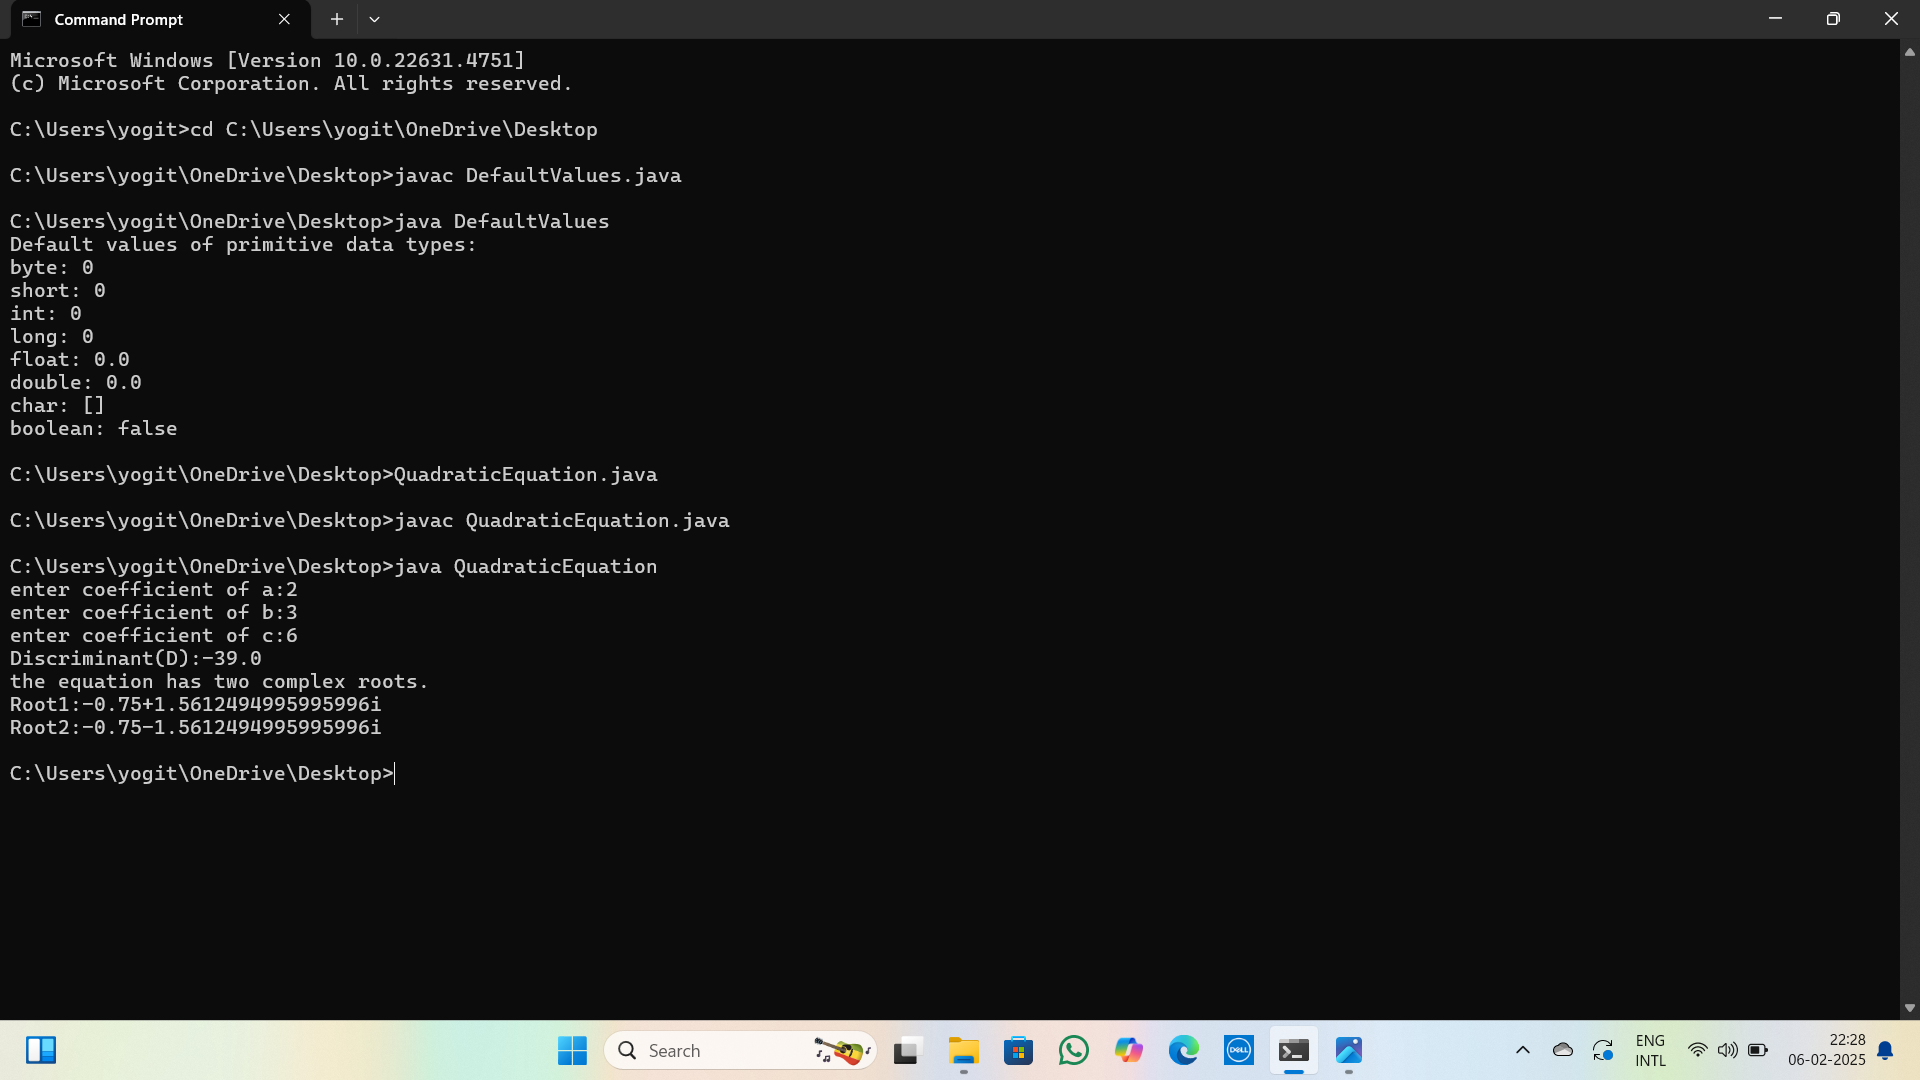 Command Prompt
Microsoft Windows [Version 10.0.22631.4751]
(c) Microsoft Corporation. All rights reserved.
C:\Users\yogit>cd C:\Users\yogit\OneDrive\Desktop
C:\Users\yogit\OneDrive\Desktop>javac DefaultValues.java
C:\Users\yogit\OneDrive\Desktop>java DefaultValues
Default values of primitive data types:
byte: 0
short: 0
int: 0
long: 0
float: 0.0
double: 0.0
char: []
boolean: false
C:\Users\yogit\OneDrive\Desktop>QuadraticEquation.java
C:\Users\yogit\OneDrive\Desktop>javac QuadraticEquation.java
C:\Users\yogit\OneDrive\Desktop>java QuadraticEquation
enter coefficient of a:2
enter coefficient of b:3
enter coefficient of c:6
Discriminant(D):-39.0
the equation has two complex roots.
Root1:-0.75+1.5612494995995996i
Root2:-0.75-1.5612494995995996i
C:\Users\yogit\OneDrive\Desktop>
Search
DELL
ENG
INTL
22:28
06-02-2025